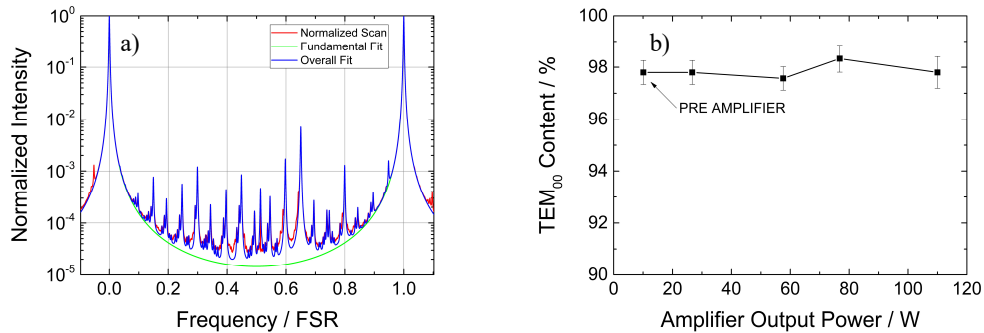 a)
Normalized Scan
Fundamental Fit
Overall Fit
10^0
10^-1
10^-2
10^-3
10^-4
10^-5
Normalized Intensity
0.0 0.2 0.4 0.6 0.8 1.0
Frequency / FSR
b)
PRE AMPLIFIER
100
98
96
94
92
90
TEM_00 Content / %
0 20 40 60 80 100 120
Amplifier Output Power / W